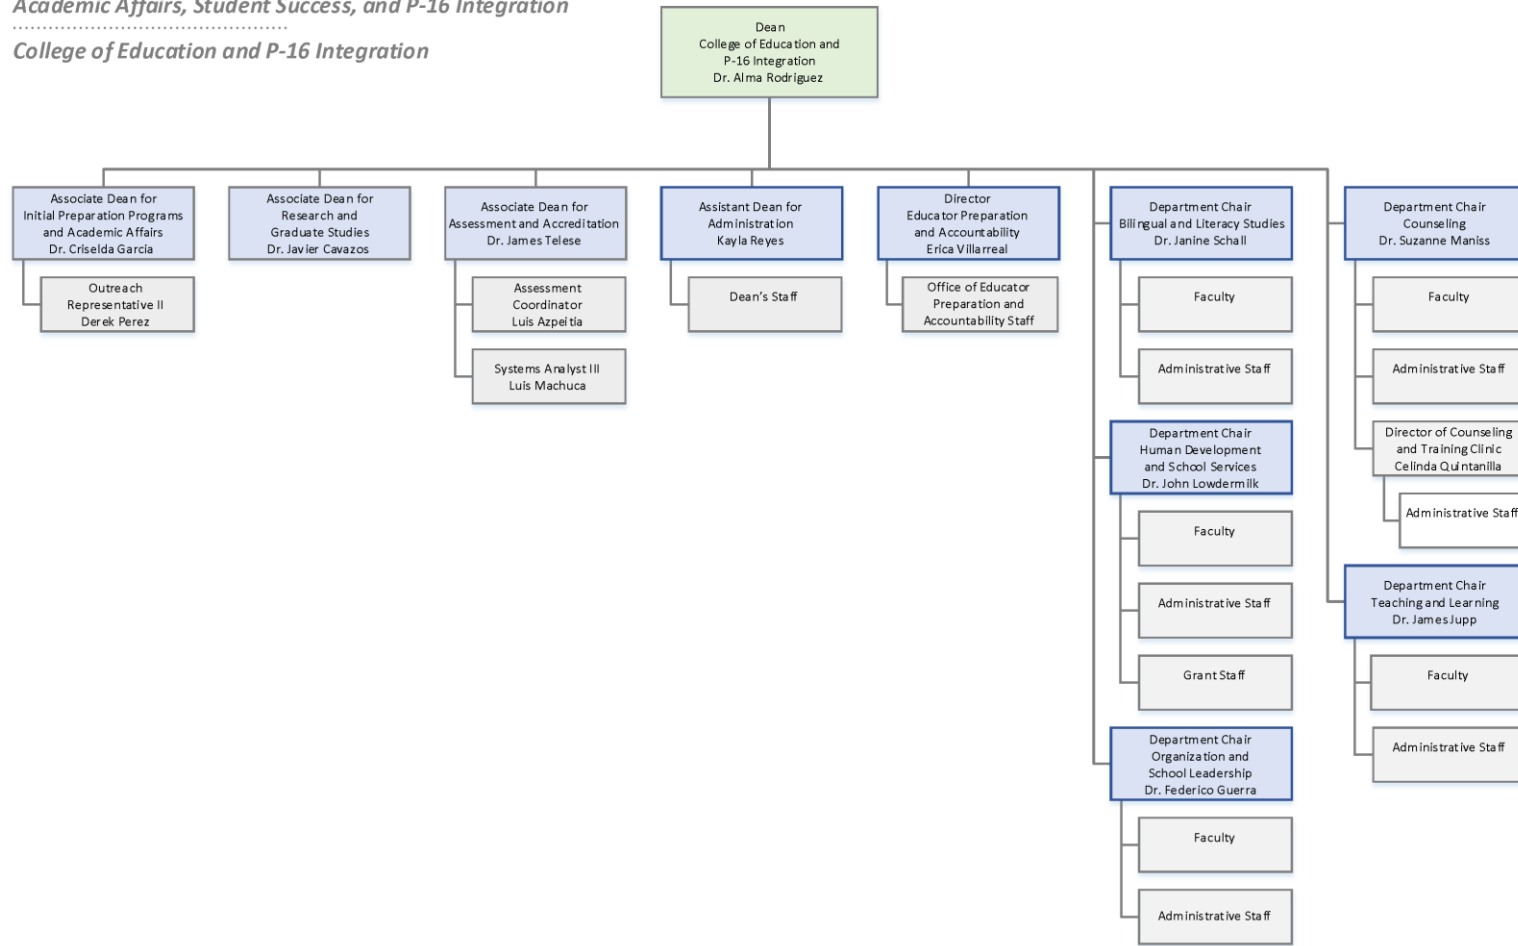 Academic Affairs, Student Success, and P-16 Integration
College of Education and P-16 Integration
Dean
College of Education and
P-16 Integration
Dr. Alma Rodriguez
Associate Dean for
Initial Preparation Programs
and Academic Affairs
Dr. Criselda Garcia
Outreach
Representative II
Derek Perez
Associate Dean for
Research and
Graduate Studies
Dr. Javier Cavazos
Associate Dean for
Assessment and Accreditation
Dr. James Telese
Assessment
Coordinator
Luis Azpeitia
Systems Analyst III
Luis Machuca
Assistant Dean for
Administration
Kayla Reyes
Dean's Staff
Director
Educator Preparation
and Accountability
Erica Villarreal
Office of Educator
Preparation and
Accountability Staff
Department Chair
Bilingual and Literacy Studies
Dr. Janine Schall
Faculty
Administrative Staff
Department Chair
Human Development
and School Services
Dr. John Lowdermilk
Faculty
Administrative Staff
Grant Staff
Department Chair
Organization and
School Leadership
Dr. Federico Guerra
Faculty
Administrative Staff
Department Chair
Counseling
Dr. Suzanne Maniss
Faculty
Administrative Staff
Director of Counseling
and Training Clinic
Celinda Quintanilla
Administrative Staff
Department Chair
Teaching and Learning
Dr. James Jupp
Faculty
Administrative Staff